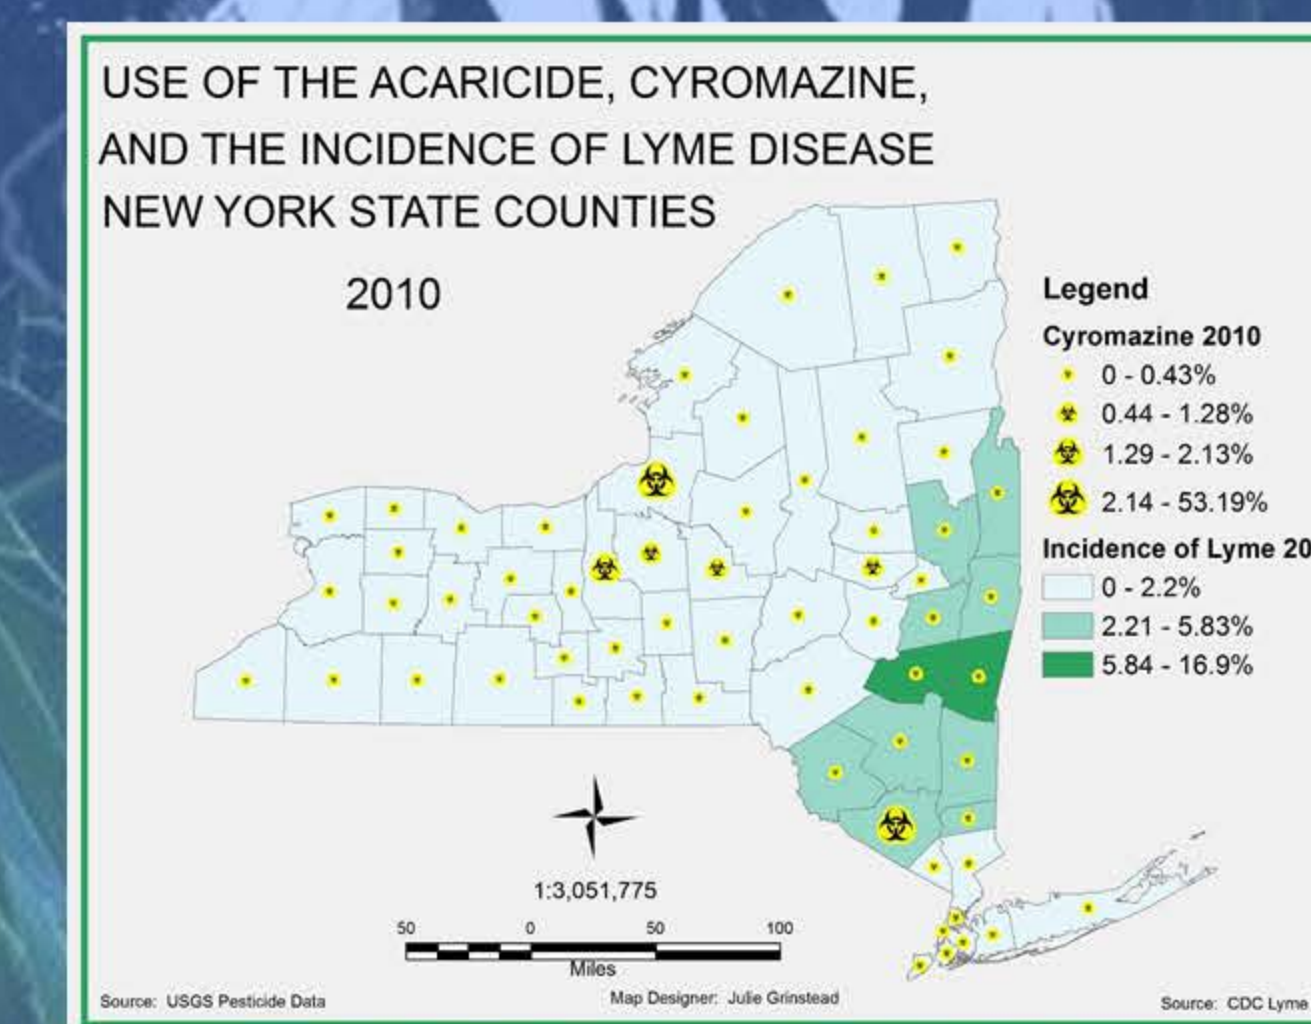 USE OF THE ACARICIDE, CYROMAZINE,
AND THE INCIDENCE OF LYME DISEASE
NEW YORK STATE COUNTIES
2010
Legend
Cyromazine 2010
0 - 0.43%
0.44 - 1.28%
1.29 - 2.13%
2.14 - 53.19%
Incidence of Lyme 20
0 - 2.2%
2.21 - 5.83%
5.84 - 16.9%
1:3,051,775
50 0 50 100
Miles
Source: USGS Pesticide Data
Map Designer: Julie Grinstead
Source: CDC Lyme